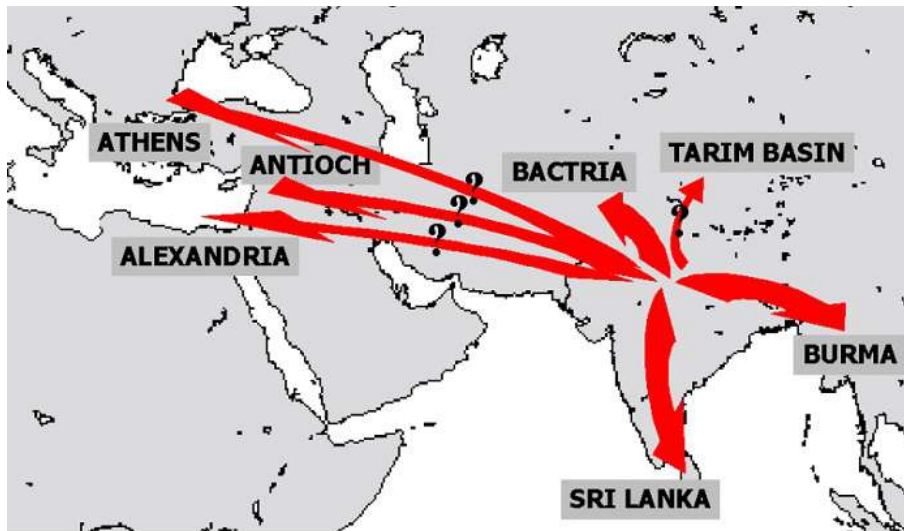 ATHENS
ANTIOCH
BACTRIA
TARIM BASIN
?
?
?
?
ALEXANDRIA
BURMA
SRI LANKA